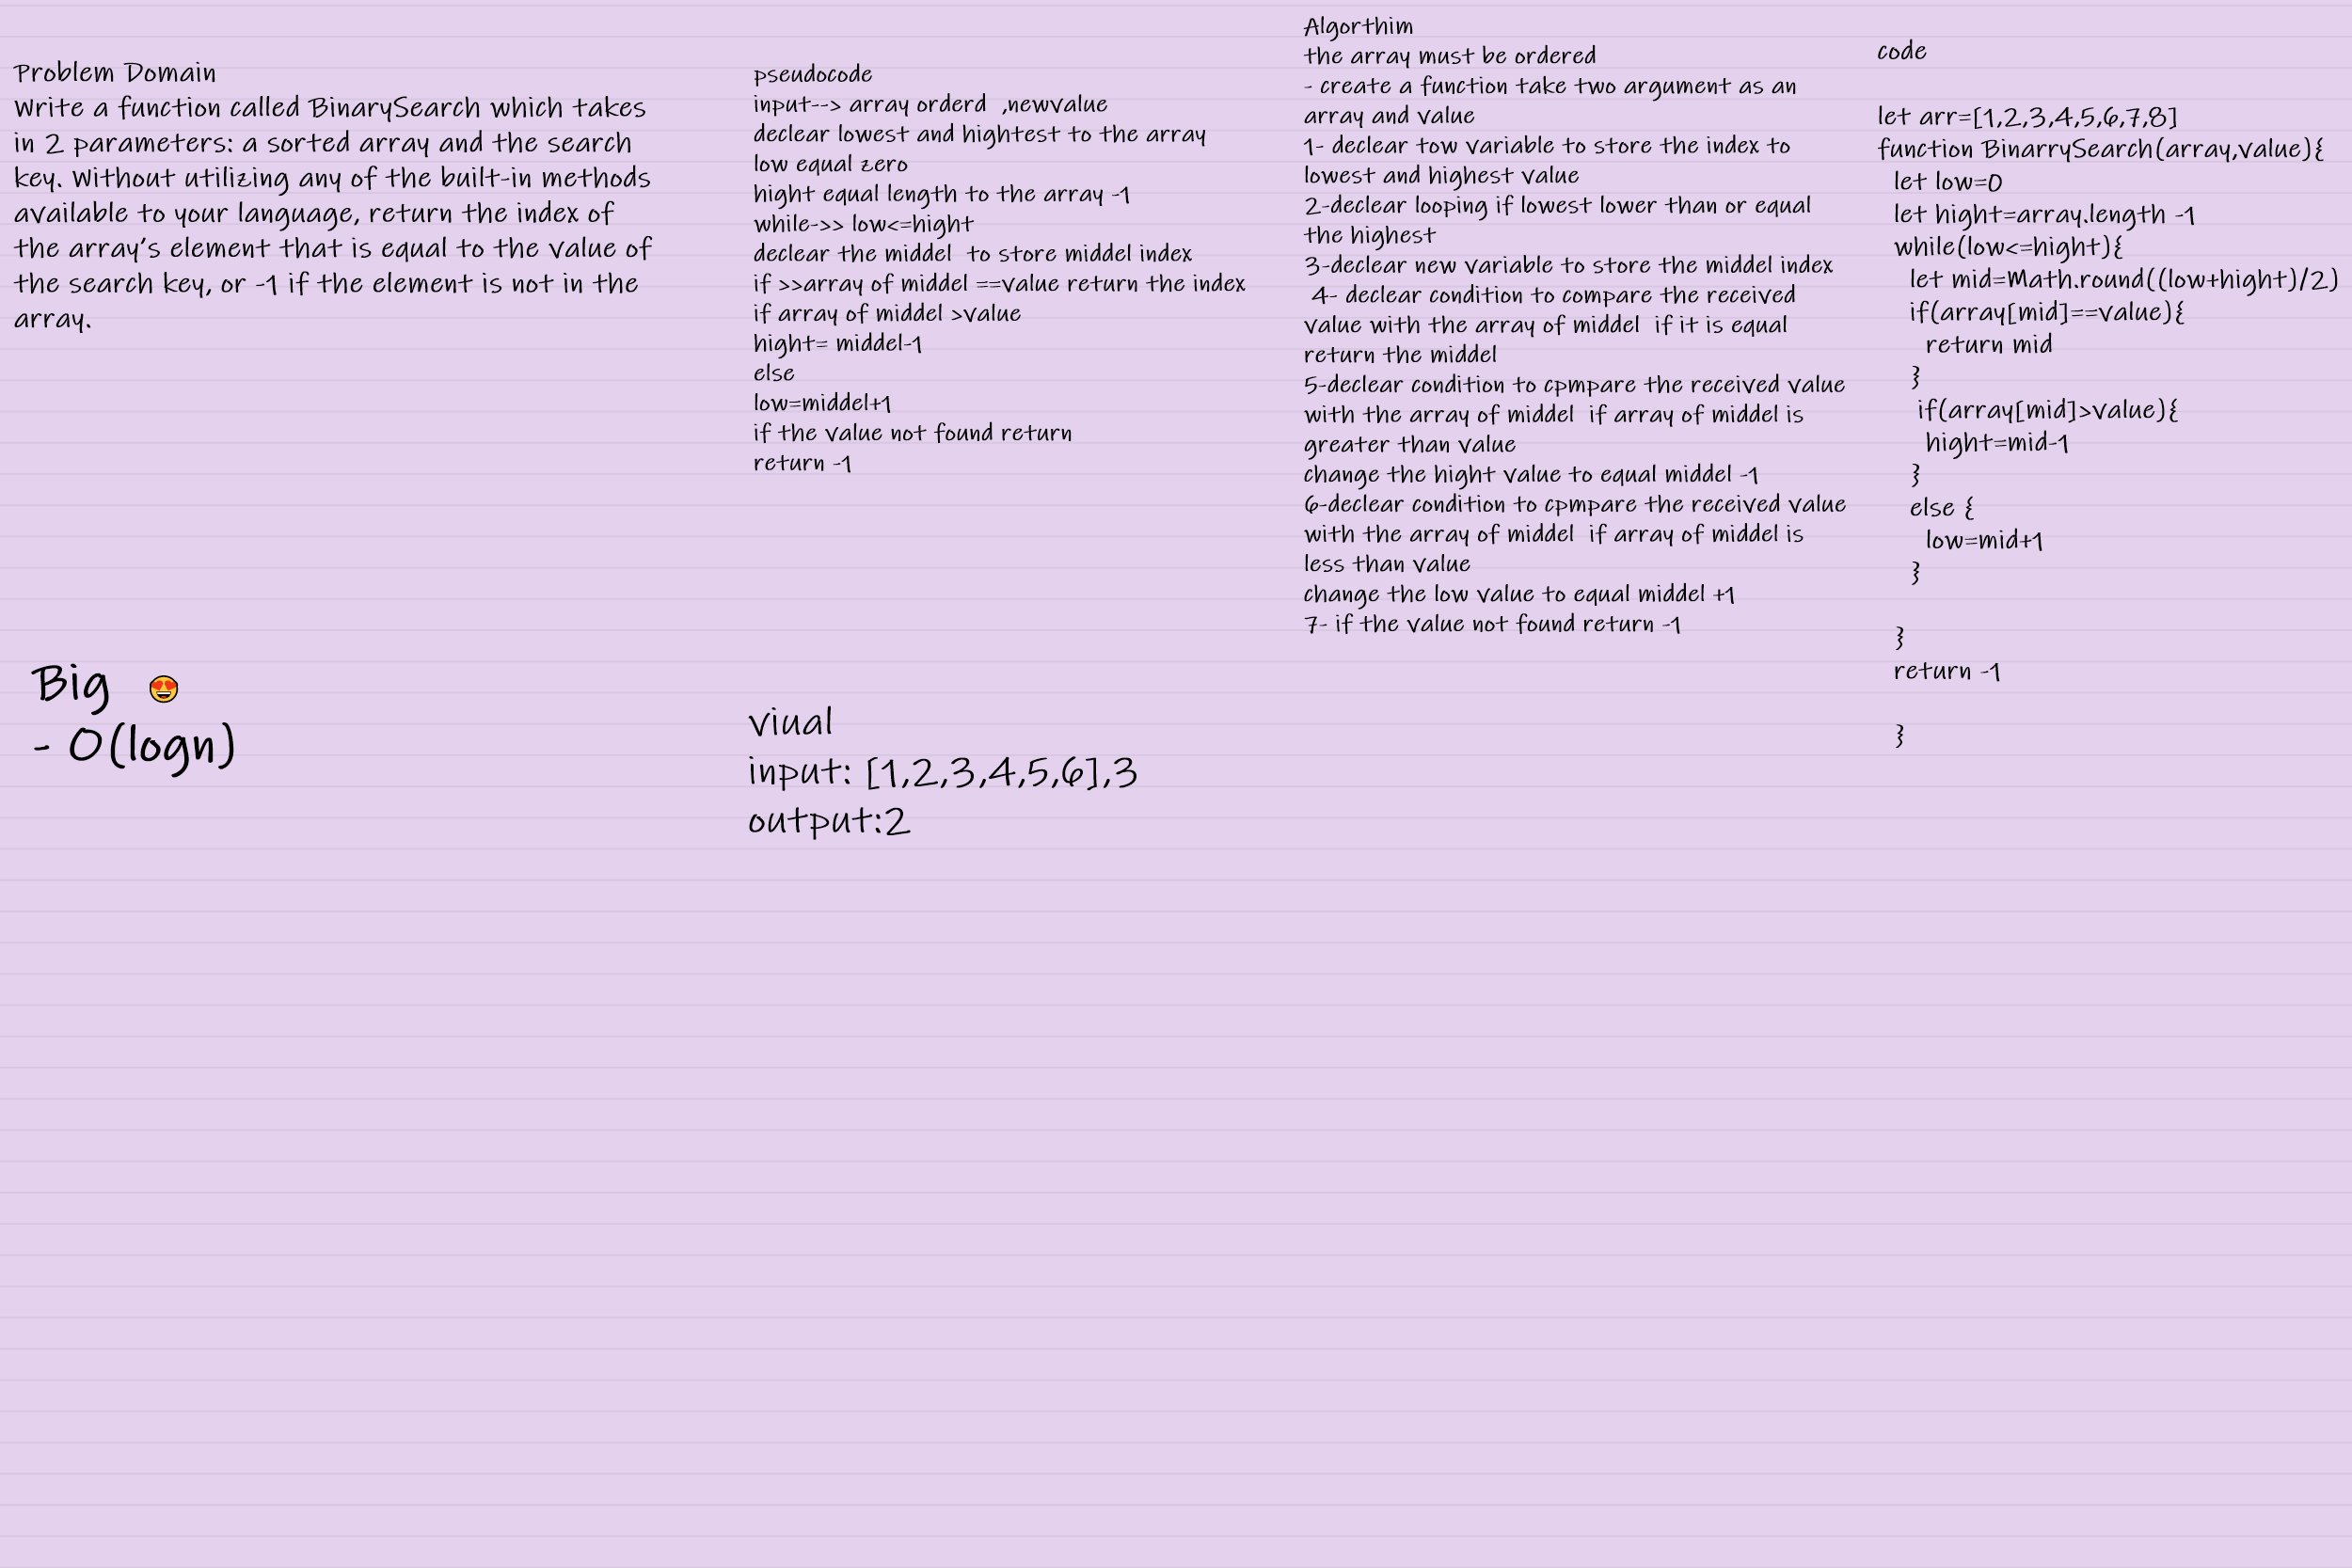 Problem Domain
Write a function called BinarySearch which takes
in 2 parameters: a sorted array and the search
key. Without utilizing any of the built-in methods
available to your language, return the index of
the array's element that is equal to the value of
the search key, or -1 if the element is not in the
array.
Big 😍
- O(logn)
pseudocode
input--> array orderd  ,newvalue
declear lowest and hightest to the array
low equal zero
hight equal length to the array -1
while->> low<=hight
declear the middel  to store middel index
if >>array of middel ==value return the index
if array of middel >value
hight= middel-1
else
low=middel+1
if the value not found return
return -1
viual
input: [1,2,3,4,5,6],3
output:2
Algorthim
the array must be ordered
- create a function take two argument as an
array and value
1- declear tow variable to store the index to
lowest and highest value
2-declear looping if lowest lower than or equal
the highest
3-declear new variable to store the middel index
4- declear condition to compare the received
value with the array of middel  if it is equal
return the middel
5-declear condition to cpmpare the received value
with the array of middel  if array of middel is
greater than value
change the hight value to equal middel -1
6-declear condition to cpmpare the received value
with the array of middel  if array of middel is
less than value
change the low value to equal middel +1
7- if the value not found return -1
code
let arr=[1,2,3,4,5,6,7,8]
function BinarrySearch(array,value){
let low=0
let hight=array.length -1
while(low<=hight){
let mid=Math.round((low+hight)/2)
if(array[mid]==value){
return mid
}
if(array[mid]>value){
hight=mid-1
}
else {
low=mid+1
}
}
return -1
}